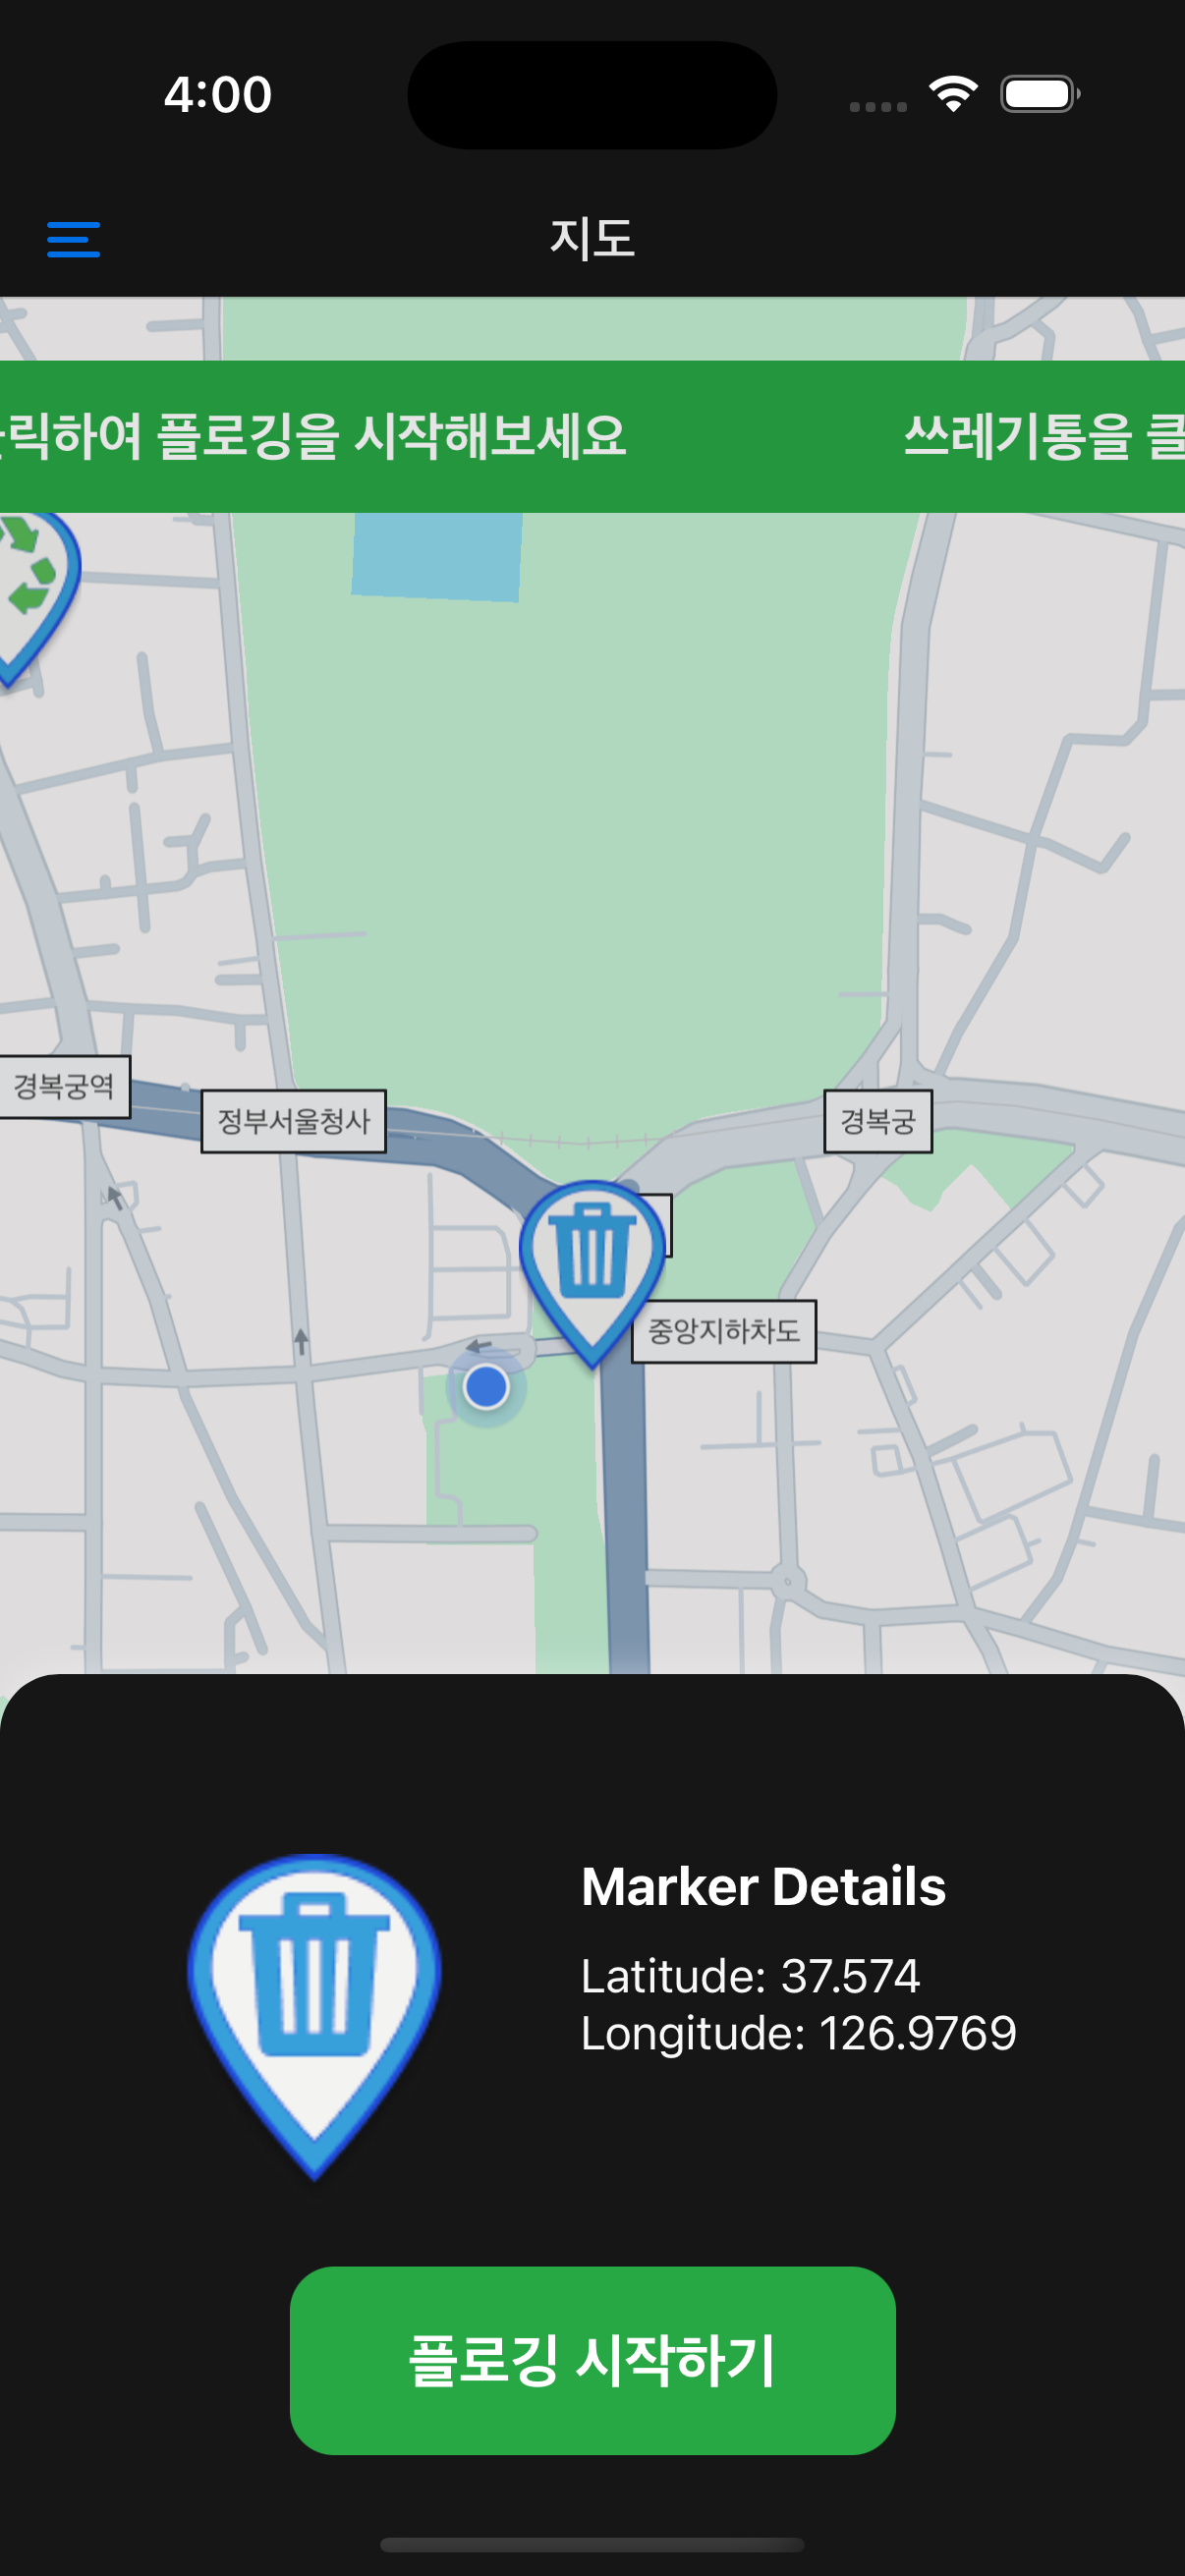 4:00
지도
릭하여 플로깅을 시작해보세요
쓰레기통을
경복궁역
정부서울청사
경복궁
중앙지하차도
Marker Details
Latitude: 37.574
Longitude: 126.9769
플로깅 시작하기